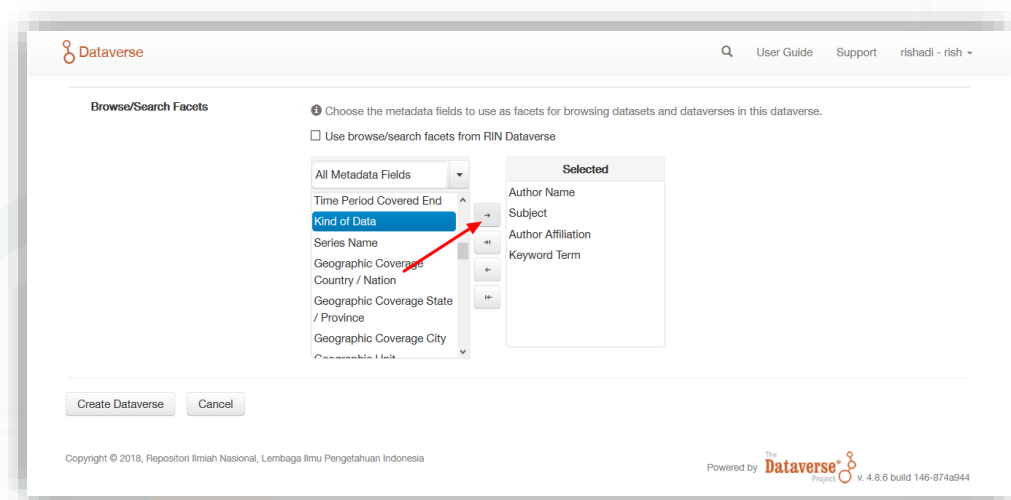 Dataverse
User Guide
Support
rishadi - rish
Browse/Search Facets
Choose the metadata fields to use as facets for browsing datasets and dataverses in this dataverse.
Use browse/search facets from RIN Dataverse
All Metadata Fields
Time Period Covered End
Kind of Data
Series Name
Geographic Coverage
Country / Nation
Geographic Coverage State
/ Province
Geographic Coverage City
Geographic Unit
Selected
Author Name
Subject
Author Affiliation
Keyword Term
Create Dataverse
Cancel
Copyright © 2018, Repositori Ilmiah Nasional, Lembaga Ilmu Pengetahuan Indonesia
Powered by
The
Dataverse®
Project
v. 4.8.6 build 146-874a944